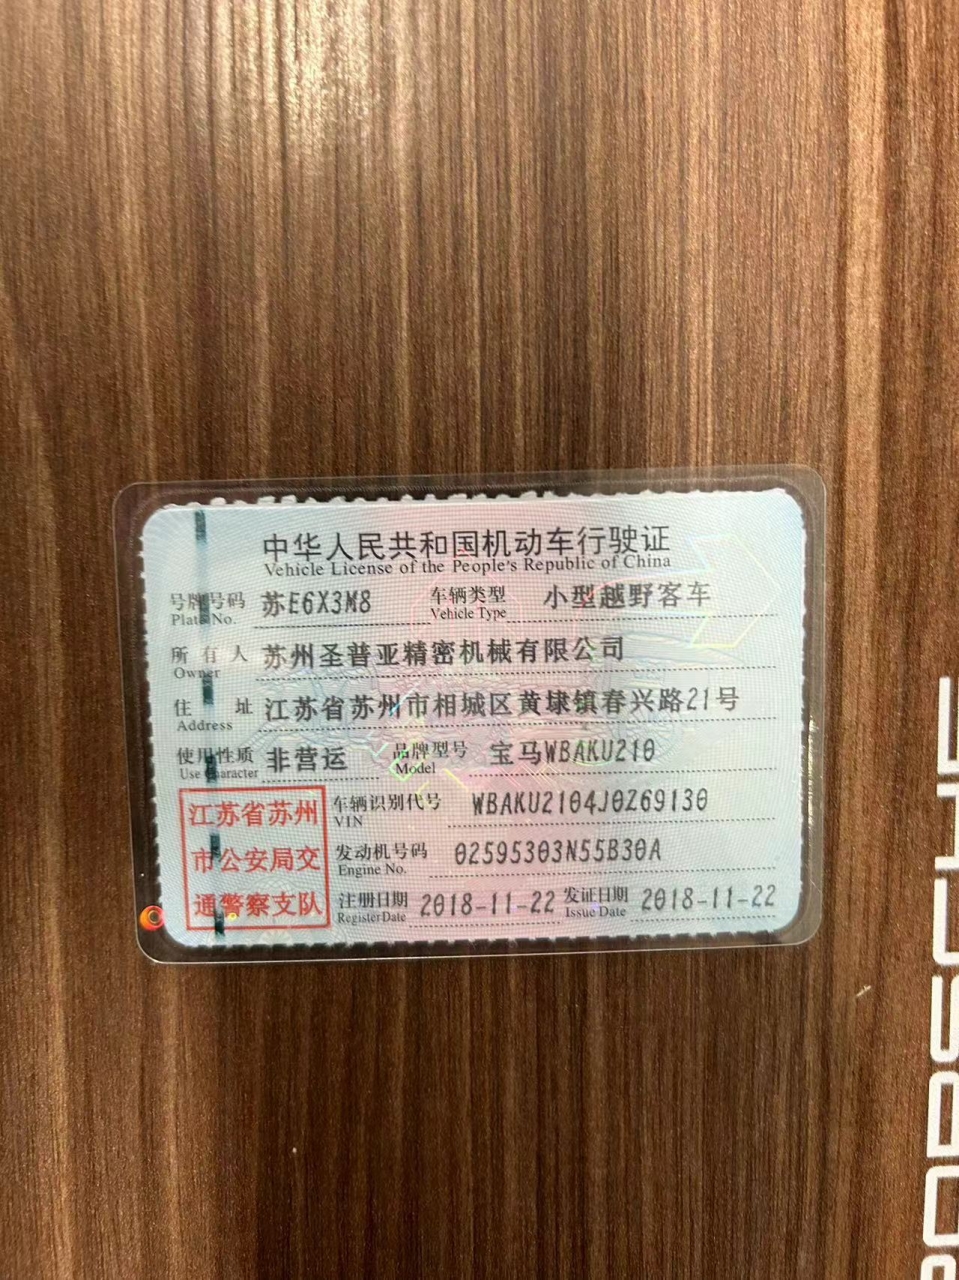 中华人民共和国机动车行驶证
Vehicle License of the People's Republic of China
号牌号码 苏E6X3M8 车辆类型 小型越野客车
Plate No. Vehicle Type
所有人 苏州圣普亚精密机械有限公司
Owner
住址 江苏省苏州市相城区黄埭镇春兴路21号
Address
使用性质 非营运 品牌型号 宝马WBAKU210
Use Character Model
江苏省苏州
市公安局交
通警察支队
车辆识别代号 WBAKU2104J0Z69130
VIN
发动机号码 02595303N55B30A
Engine No.
注册日期 2018-11-22 发证日期 2018-11-22
Register Date Issue Date
PORSCHE